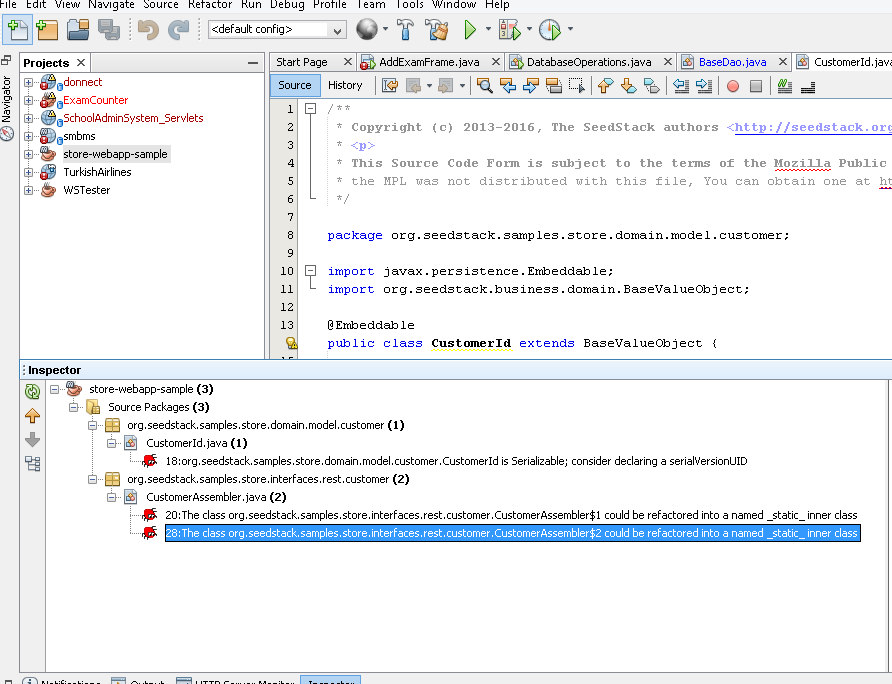 File Edit View Navigate Source Refactor Run Debug Profile Team Tools Window Help
<default config>
Projects
Navigator
donnect
ExamCounter
SchoolAdminSystem_Servlets
smbms
store-webapp-sample
TurkishAirlines
WSTester
Start Page AddExamFrame.java DatabaseOperations.java BaseDao.java CustomerId.java
Source History
1 /**
2 * Copyright (c) 2013-2016, The SeedStack authors <http://seedstack.org
3 * <p>
4 * This Source Code Form is subject to the terms of the Mozilla Public
5 * the MPL was not distributed with this file, You can obtain one at
6 */
7
8 package org.seedstack.samples.store.domain.model.customer;
9
10 import javax.persistence.Embeddable;
11 import org.seedstack.business.domain.BaseValueObject;
12
13 @Embeddable
public class CustomerId extends BaseValueObject {
Inspector
store-webapp-sample (3)
Source Packages (3)
org.seedstack.samples.store.domain.model.customer (1)
CustomerId.java (1)
18:org.seedstack.samples.store.domain.model.customer.CustomerId is Serializable; consider declaring a serialVersionUID
org.seedstack.samples.store.interfaces.rest.customer (2)
CustomerAssembler.java (2)
20:The class org.seedstack.samples.store.interfaces.rest.customer.CustomerAssembler$1 could be refactored into a named _static_ inner class
28:The class org.seedstack.samples.store.interfaces.rest.customer.CustomerAssembler$2 could be refactored into a named _static_ inner class
Notifications Output HTTP Server Monitor Inspector